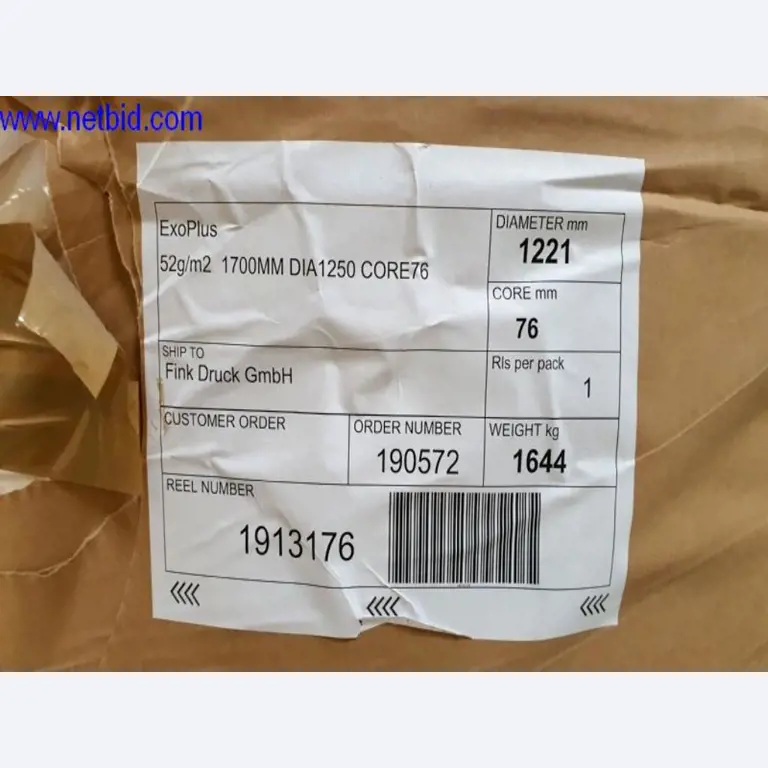 www.netbid.com
ExoPlus
52g/m2 1700MM DIA1250 CORE76
DIAMETER mm
1221
CORE mm
76
SHIP TO
Fink Druck GmbH
Rls per pack
1
CUSTOMER ORDER
ORDER NUMBER
190572
WEIGHT kg
1644
REEL NUMBER
1913176